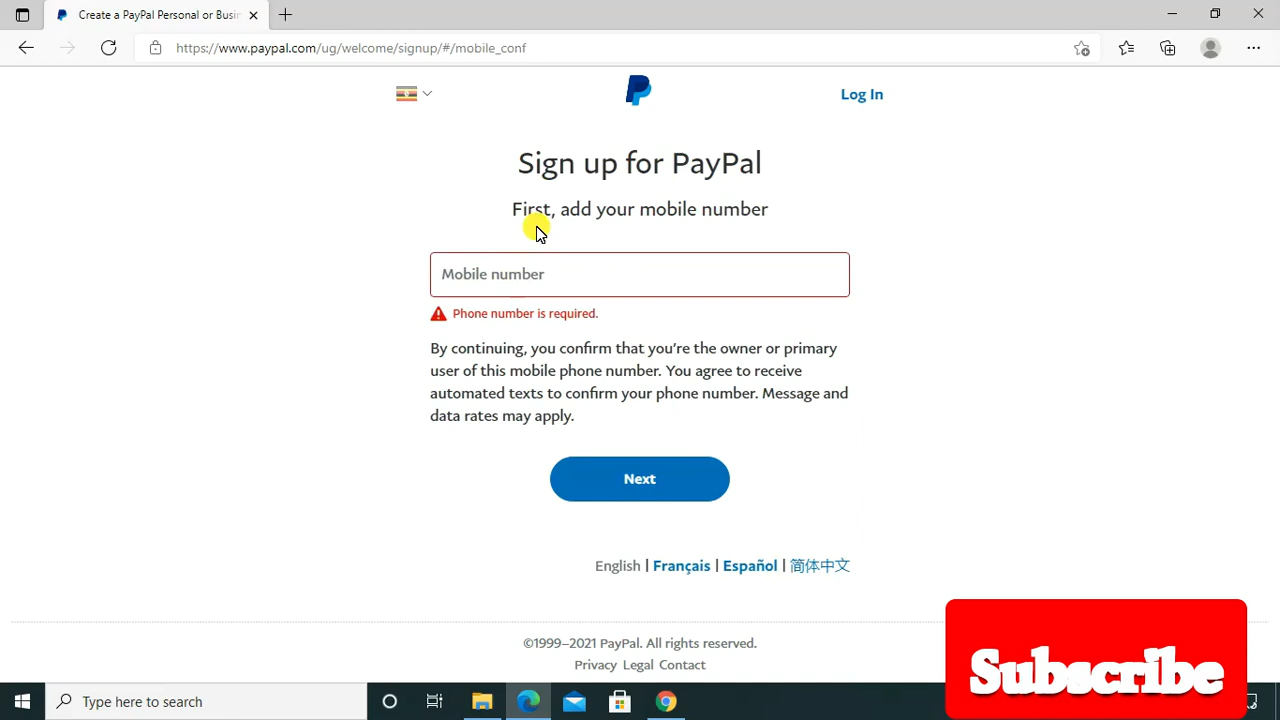 Create a PayPal Personal or Busin
https://www.paypal.com/ug/welcome/signup/#/mobile_conf
Log In
Sign up for PayPal
First, add your mobile number
Mobile number
Phone number is required.
By continuing, you confirm that you're the owner or primary
user of this mobile phone number. You agree to receive
automated texts to confirm your phone number. Message and
data rates may apply.
Next
English | Français | Español | 简体中文
©1999–2021 PayPal. All rights reserved.
Privacy Legal Contact
Subscribe
Type here to search